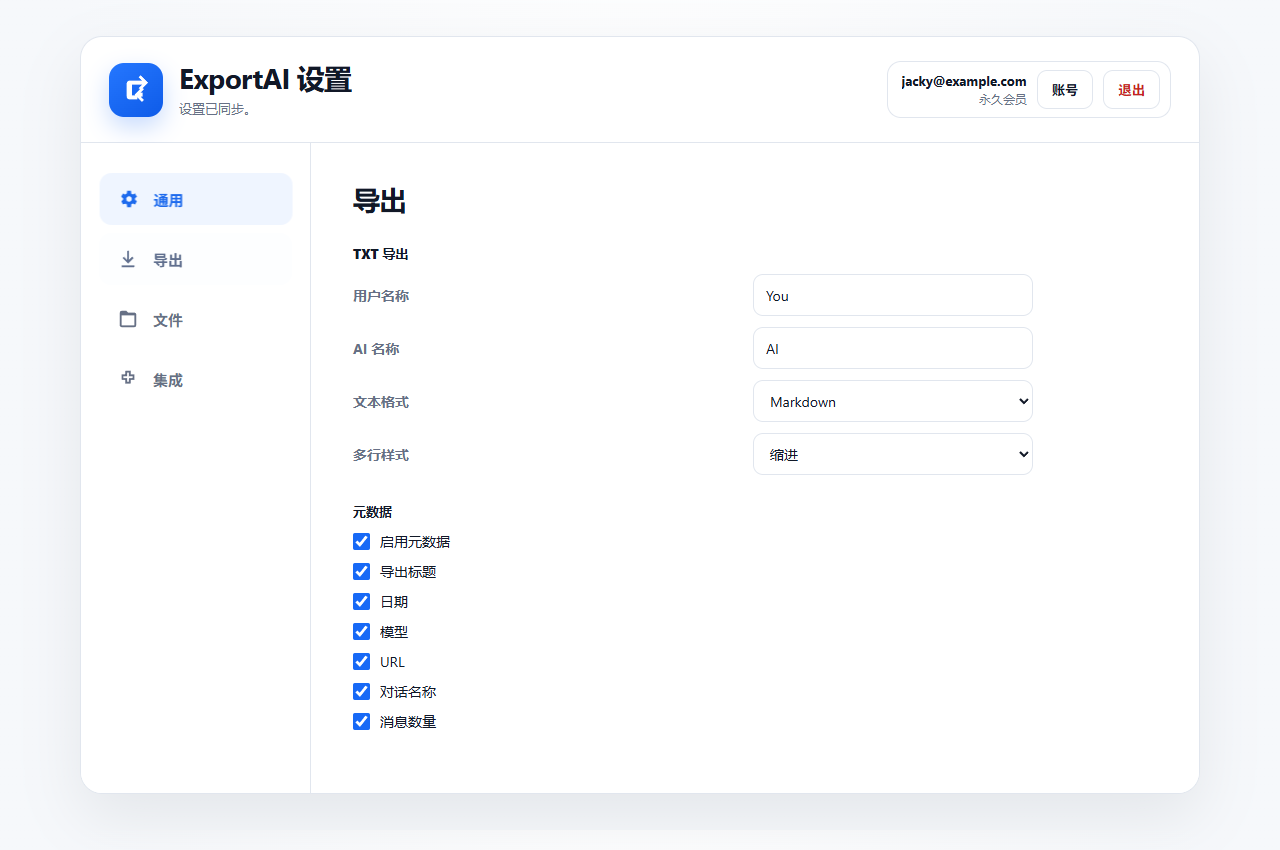 ExportAI 设置
设置已同步。
jacky@example.com
永久会员
账号
退出
通用
导出
文件
集成
导出
TXT 导出
用户名称
You
AI 名称
AI
文本格式
Markdown
多行样式
缩进
元数据
启用元数据
导出标题
日期
模型
URL
对话名称
消息数量